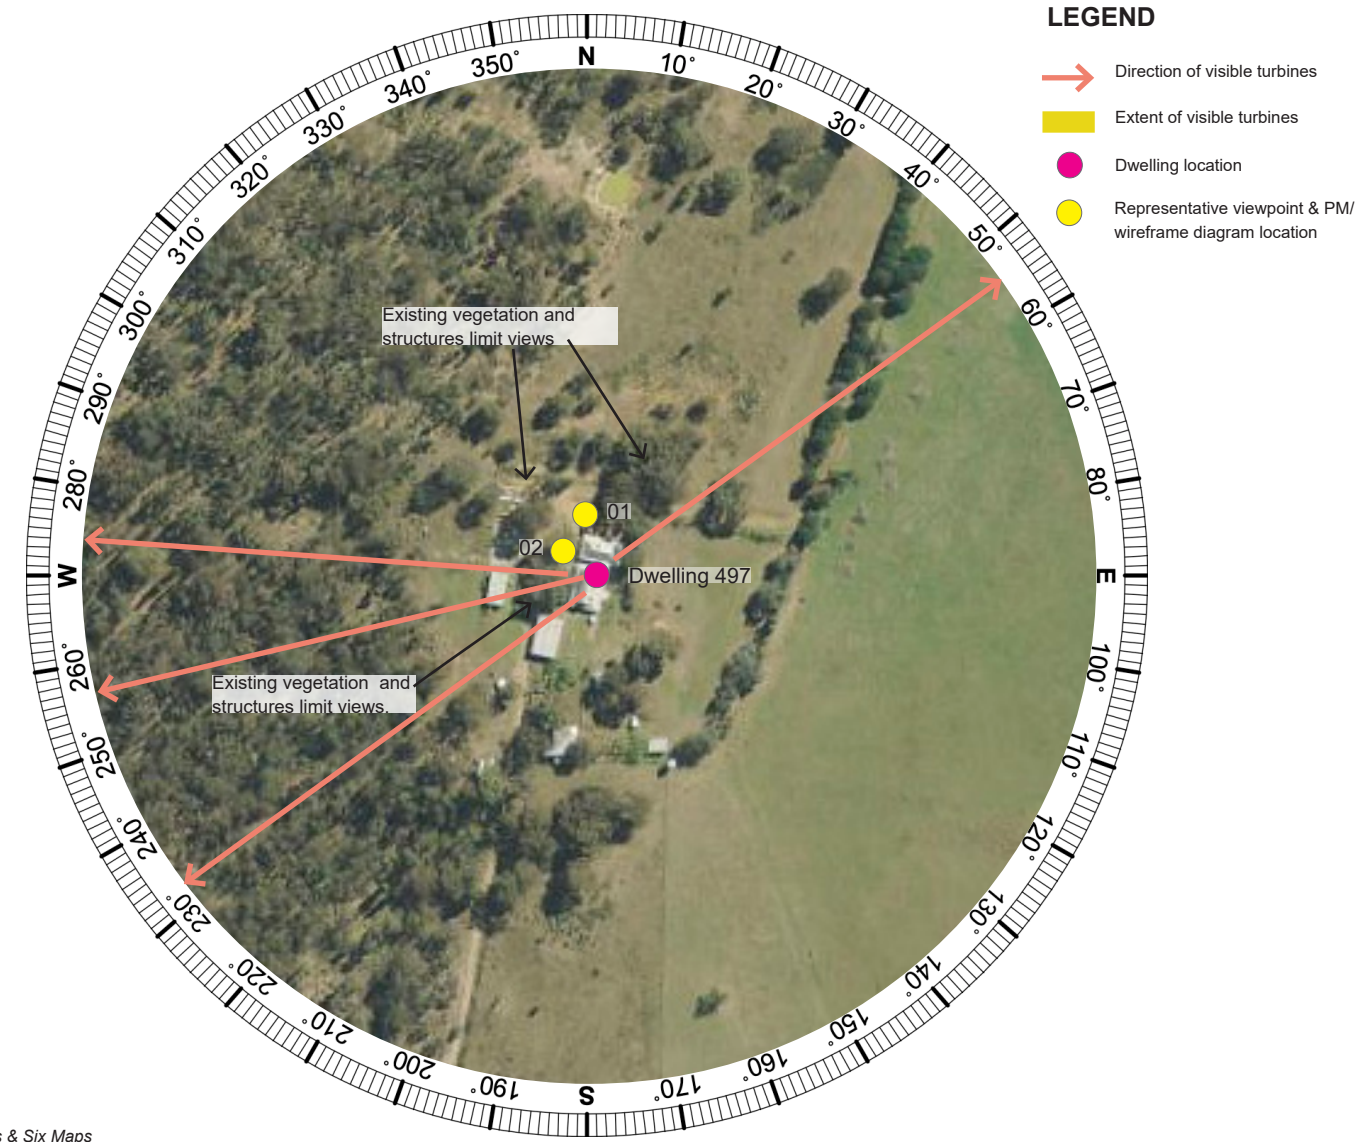 LEGEND
Direction of visible turbines
Extent of visible turbines
Dwelling location
Representative viewpoint & PM/
wireframe diagram location
N
10°
20°
30°
40°
50°
60°
70°
80°
E
100°
110°
120°
130°
140°
150°
160°
170°
S
190°
200°
210°
220°
230°
240°
250°
260°
W
280°
290°
300°
310°
320°
330°
340°
350°
Existing vegetation and
structures limit views
01
02
Dwelling 497
Existing vegetation and
structures limit views.
& Six Maps